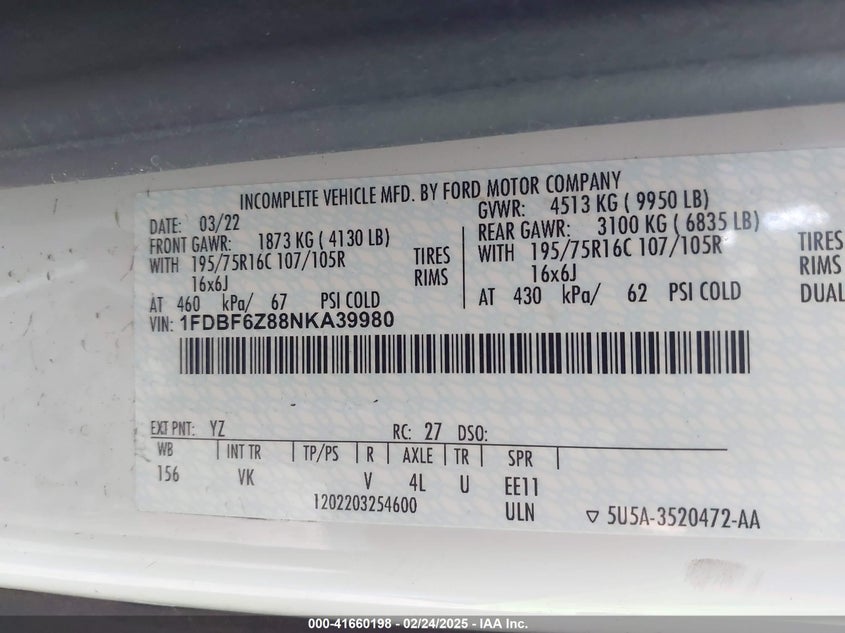 INCOMPLETE VEHICLE MFD. BY FORD MOTOR COMPANY
DATE: 03/22 GVWR: 4513 KG ( 9950 LB)
FRONT GAWR: 1873 KG ( 4130 LB) REAR GAWR: 3100 KG ( 6835 LB)
WITH 195/75R16C 107/105R TIRES WITH 195/75R16C 107/105R TIRES
16x6J RIMS 16x6J RIMS
AT 460 kPa/ 67 PSI COLD AT 430 kPa/ 62 PSI COLD DUAL
VIN: 1FDBF6Z88NKA39980
EXT PNT: YZ RC: 27 DSO:
WB INT TR TP/PS R AXLE TR SPR
156 VK V 4L U EE11
1202203254600 ULN ▽ 5U5A-3520472-AA
000-41660198 - 02/24/2025 - IAA Inc.